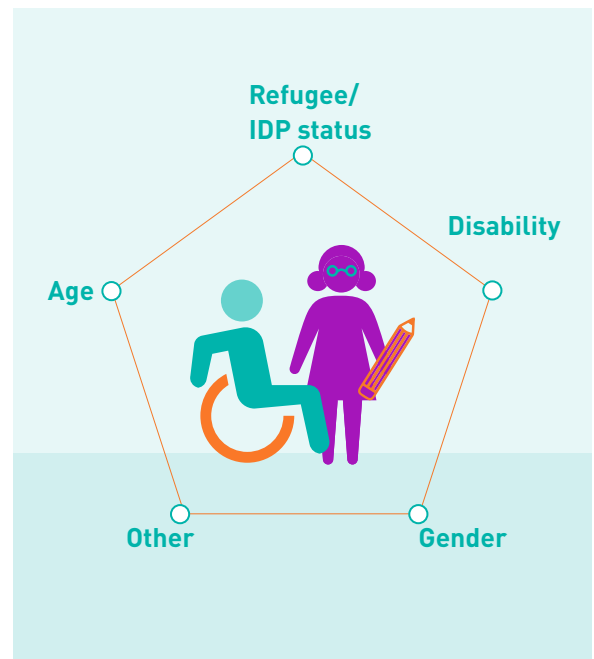 Refugee/
IDP status
Disability
Age
Other
Gender